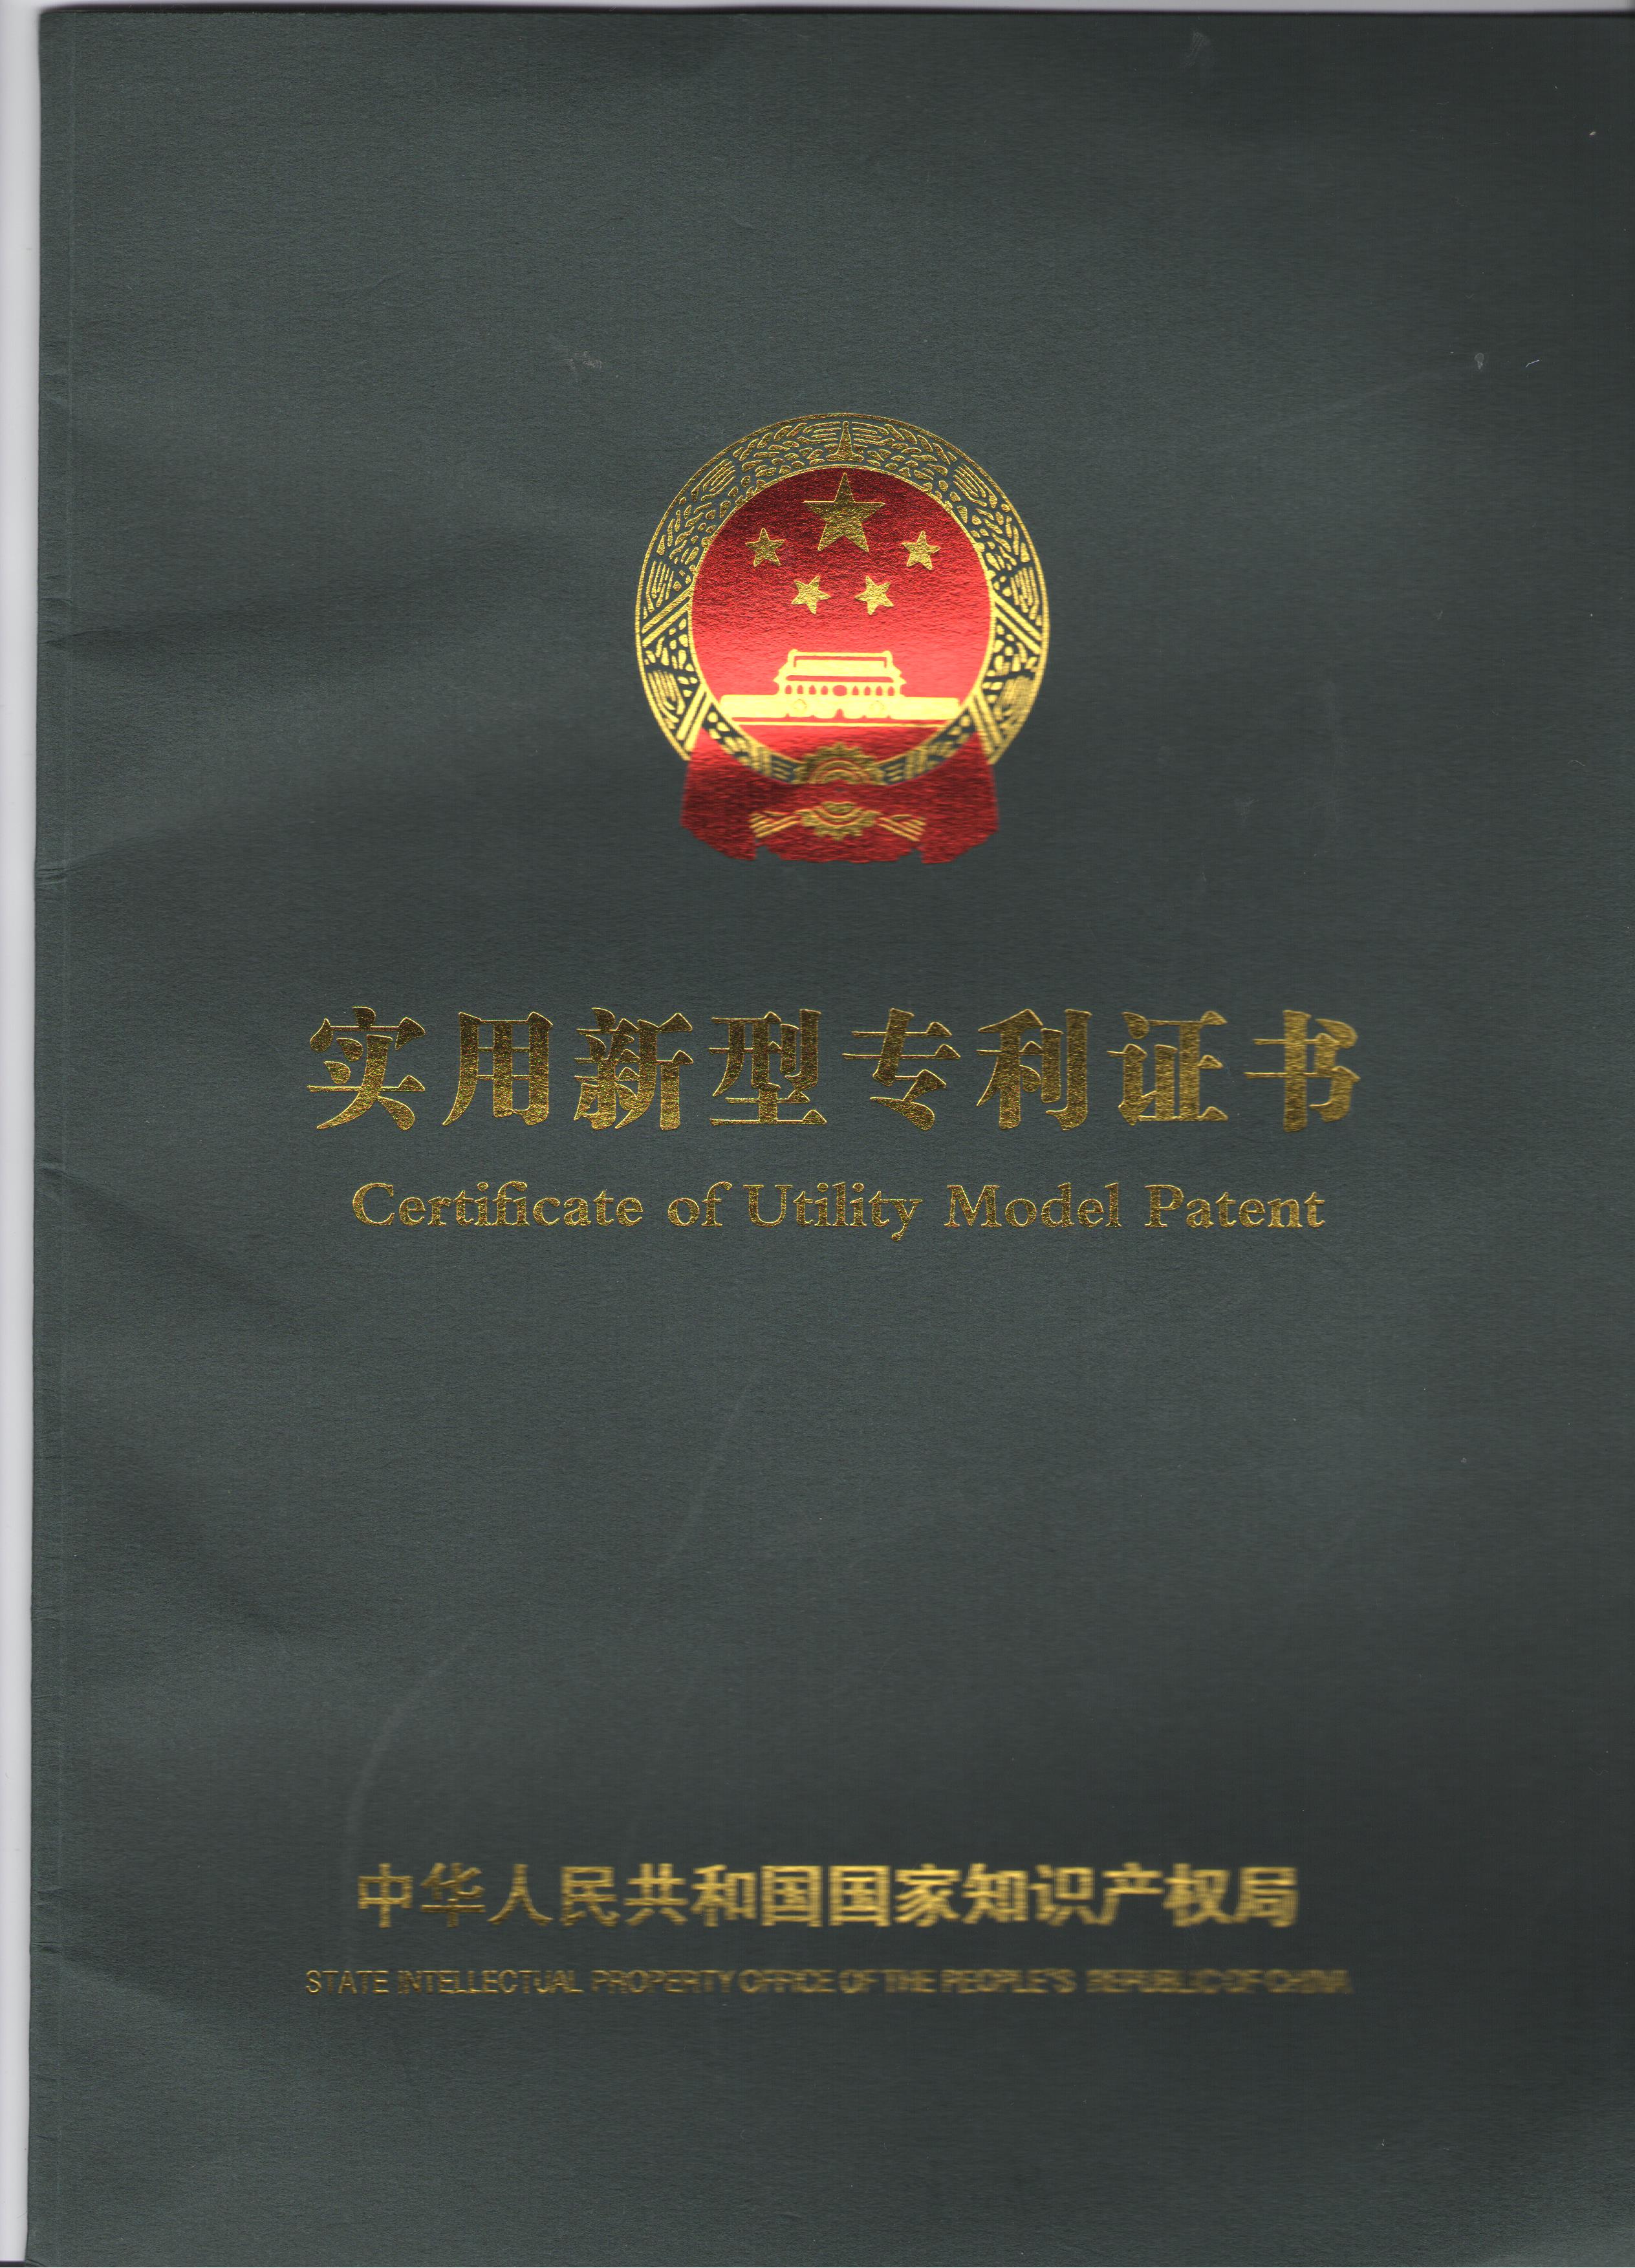 实用新型专利证书
Certificate of Utility Model Patent
中华人民共和国国家知识产权局
STATE INTELLECTUAL PROPERTY OFFICE OF THE PEOPLE'S REPUBLIC OF CHINA